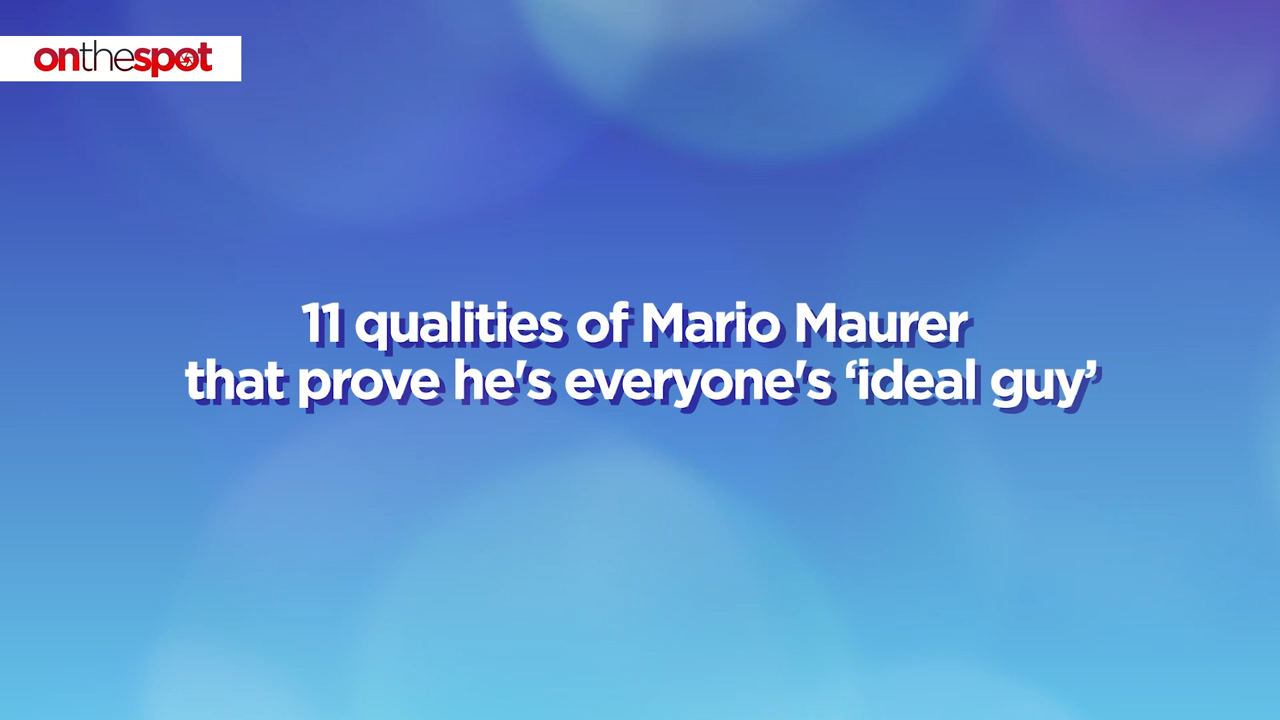 onthespot
11 qualities of Mario Maurer
that prove he's everyone's ‘ideal guy’